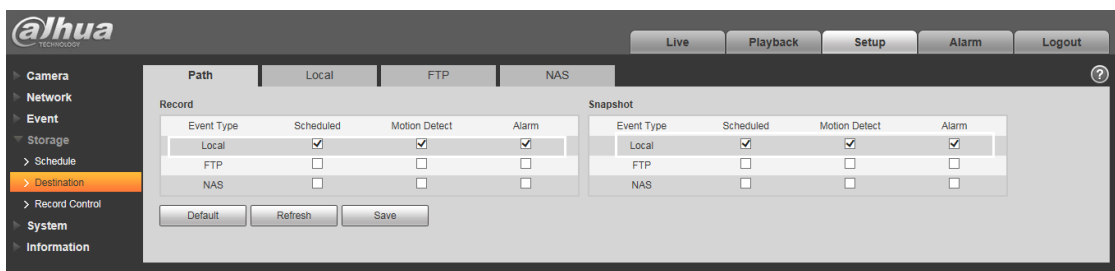 alhua
TECHNOLOGY
Live Playback Setup Alarm Logout
Camera
Network
Event
Storage
> Schedule
> Destination
> Record Control
System
Information
Path Local FTP NAS ?
Record
Event Type Scheduled Motion Detect Alarm
Local
FTP
NAS
Default Refresh Save
Snapshot
Event Type Scheduled Motion Detect Alarm
Local
FTP
NAS